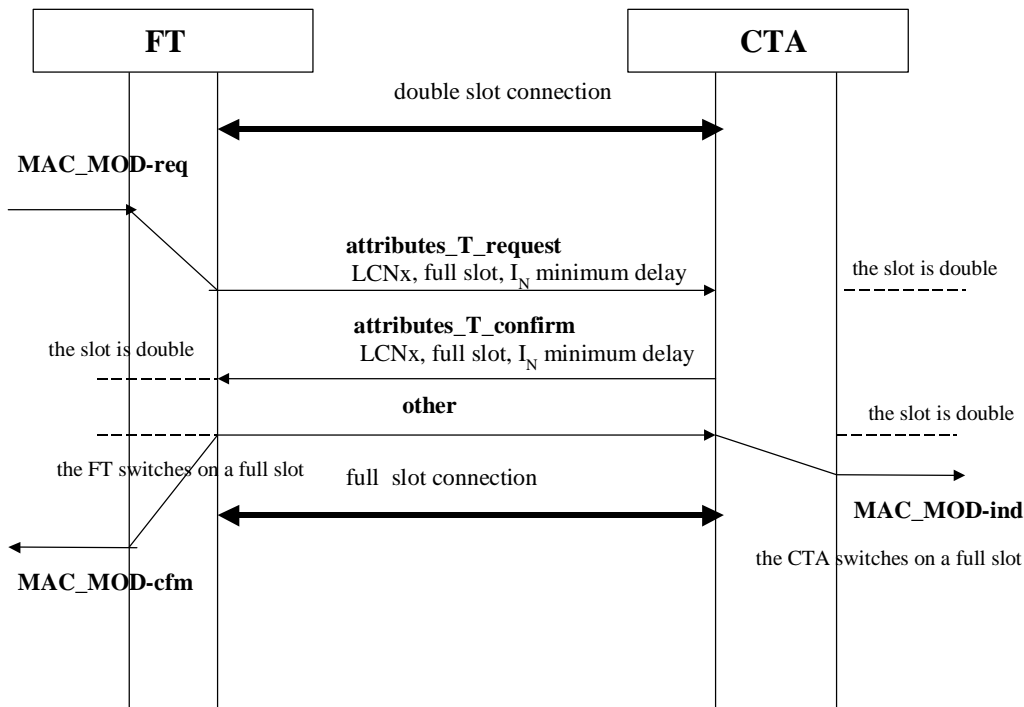 FT
CTA
double slot connection
MAC_MOD-req
attributes_T_request
LCNx, full slot, I_N minimum delay
the slot is double
attributes_T_confirm
LCNx, full slot, I_N minimum delay
the slot is double
other
the slot is double
the FT switches on a full slot
full slot connection
MAC_MOD-ind
the CTA switches on a full slot
MAC_MOD-cfm